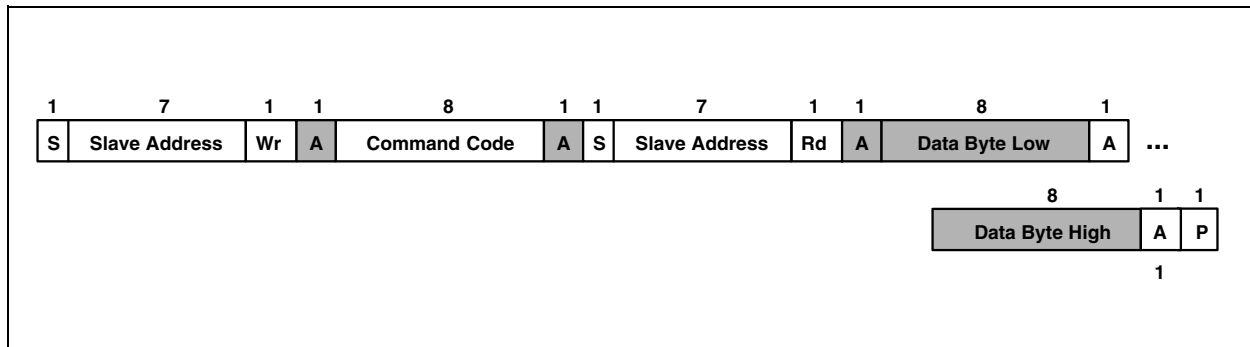 1 7 1 1 8 1 1 7 1 1 8 1
S Slave Address Wr A Command Code A S Slave Address Rd A Data Byte Low A ...
8 1 1
Data Byte High A P
1